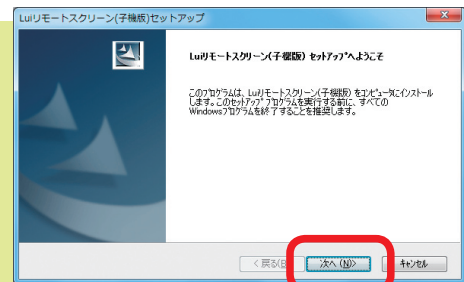 Luiリモートスクリーン(子機版)セットアップ
Luiリモートスクリーン(子機版) セットアップへようこそ
このプログラムは、Luiリモートスクリーン(子機版) をコンピュータにインストール
します。このセットアップ プログラムを実行する前に、すべての
Windowsプログラムを終了することを推奨します。
< 戻る(B)
次へ (N)>
キャンセル